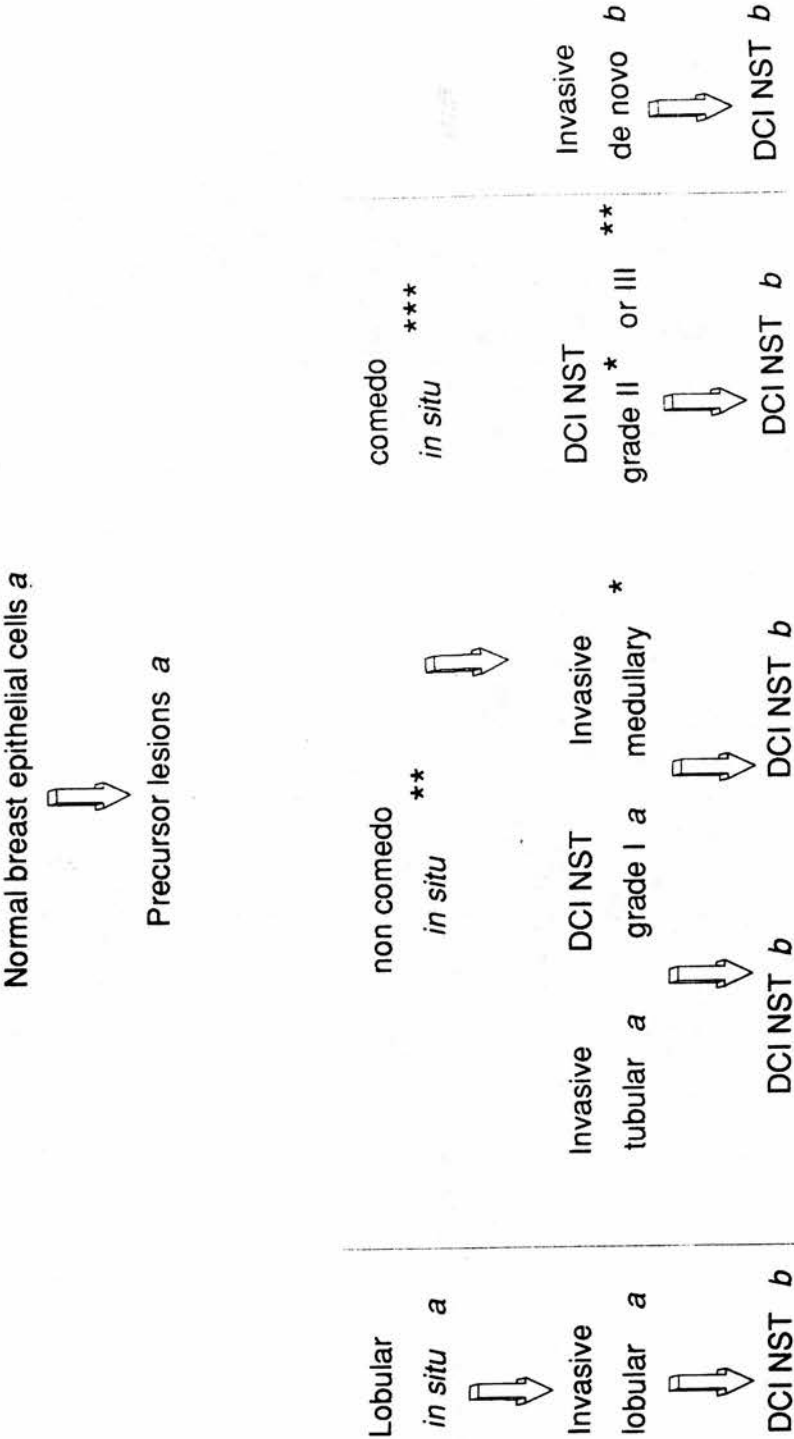 Normal breast epithelial cells a
Precursor lesions a
Lobular
in situ a
non comedo
in situ **
comedo
in situ ***
Invasive
lobular a
Invasive
tubular a
DCI NST
grade I a
Invasive
medullary *
DCI NST
grade II * or III **
Invasive
de novo b
DCI NST b
DCI NST b
DCI NST b
DCI NST b
DCI NST b